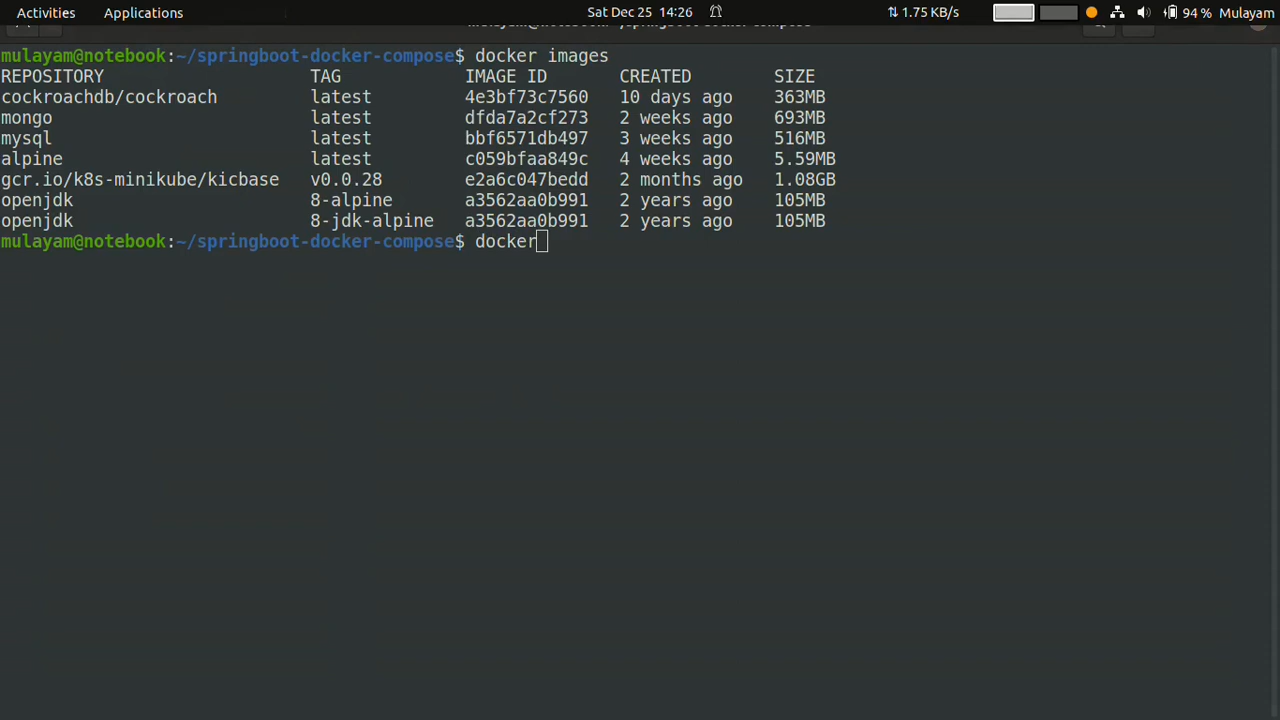 Activities Applications Sat Dec 25 14:26 1.75 KB/s 94 % Mulayam
mulayam@notebook:~/springboot-docker-compose$ docker images
REPOSITORY TAG IMAGE ID CREATED SIZE
cockroachdb/cockroach latest 4e3bf73c7560 10 days ago 363MB
mongo latest dfda7a2cf273 2 weeks ago 693MB
mysql latest bbf6571db497 3 weeks ago 516MB
alpine latest c059bfaa849c 4 weeks ago 5.59MB
gcr.io/k8s-minikube/kicbase v0.0.28 e2a6c047bedd 2 months ago 1.08GB
openjdk 8-alpine a3562aa0b991 2 years ago 105MB
openjdk 8-jdk-alpine a3562aa0b991 2 years ago 105MB
mulayam@notebook:~/springboot-docker-compose$ docker